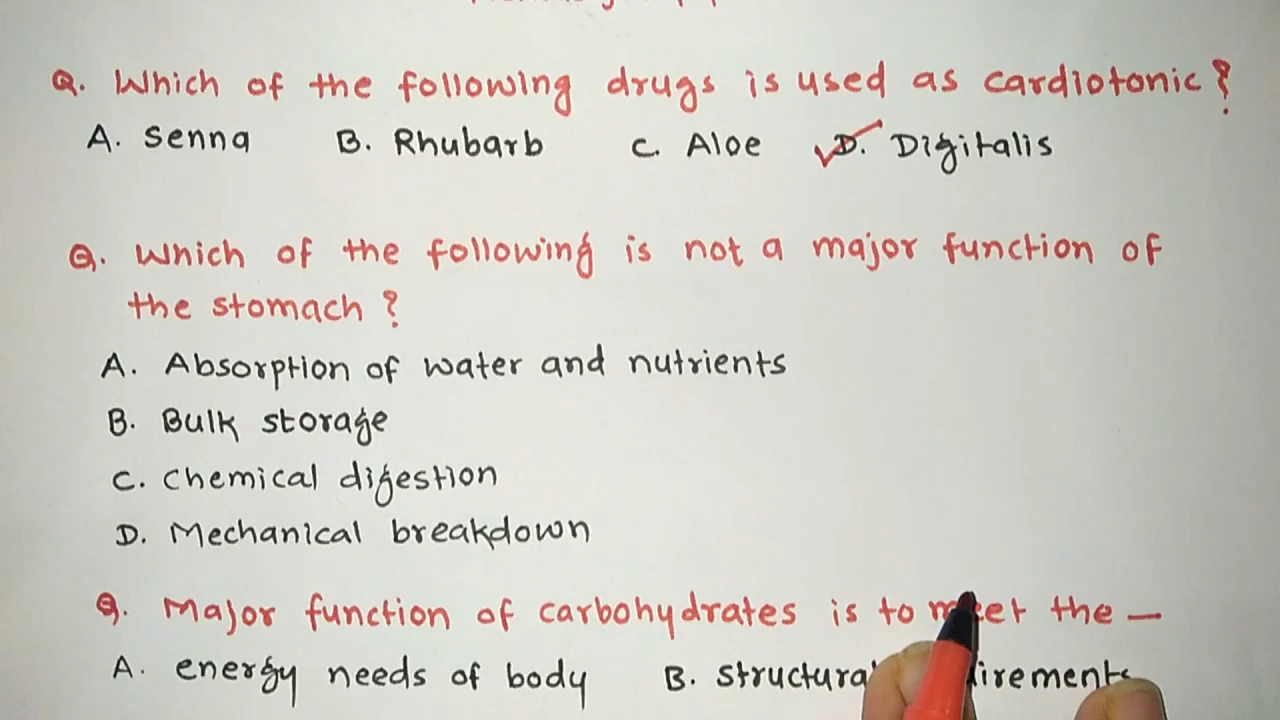 Q. Which of the following drugs is used as cardiotonic?
A. Senna B. Rhubarb C. Aloe D. Digitalis
Q. Which of the following is not a major function of
the stomach?
A. Absorption of water and nutrients
B. Bulk storage
C. Chemical digestion
D. Mechanical breakdown
Q. Major function of carbohydrates is to meet the —
A. energy needs of body B. structural